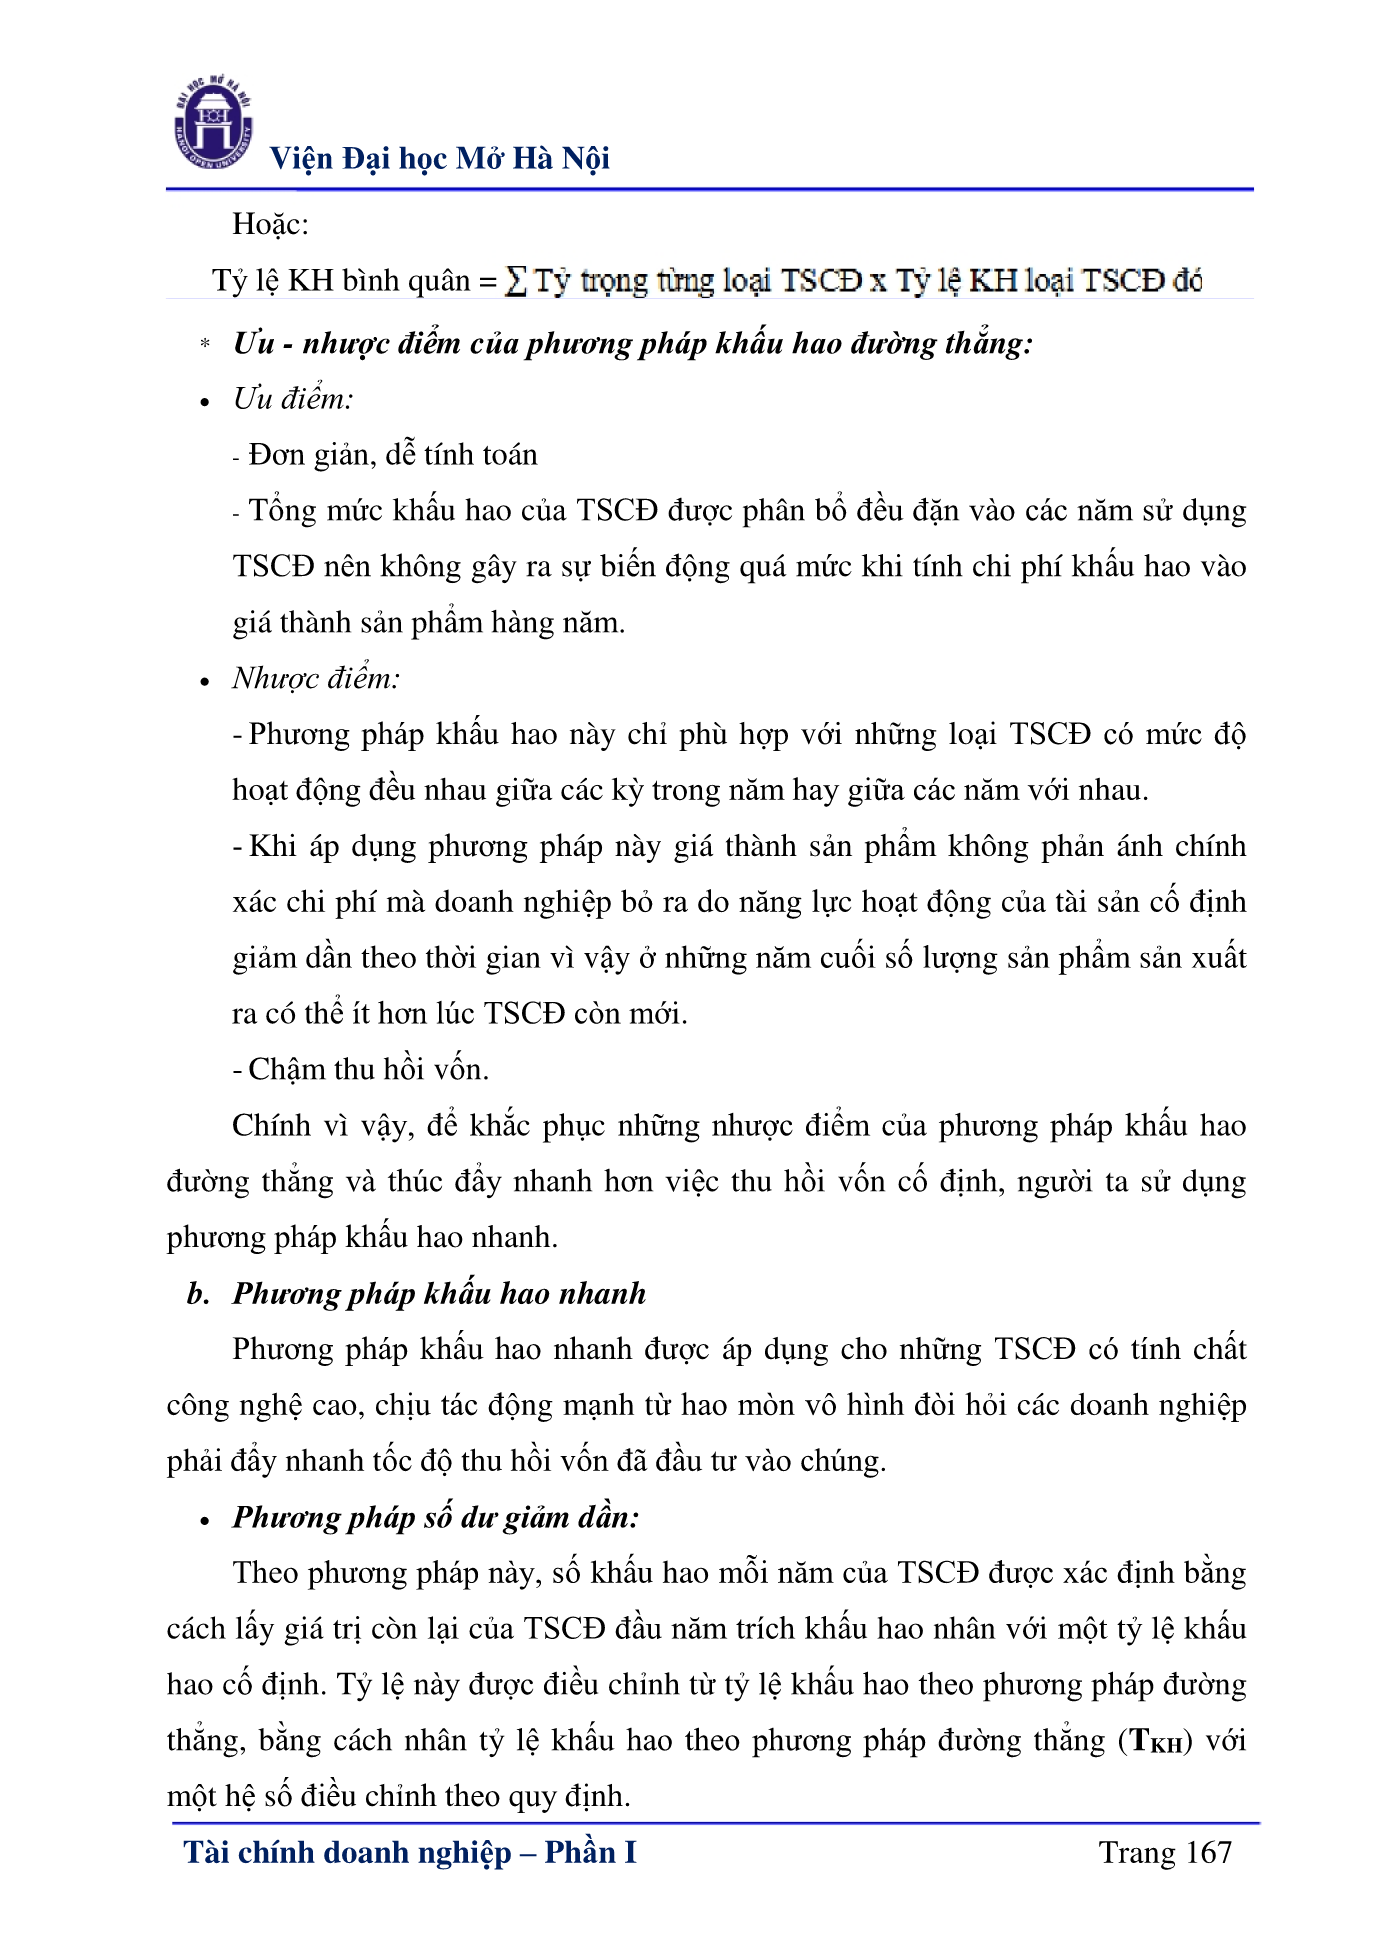 ĐẠI HỌC MỞ HÀ NỘI
HANOI OPEN UNIVERSITY
Viện Đại học Mở Hà Nội
Hoặc:
Tỷ lệ KH bình quân = ∑ Tỷ trọng từng loại TSCĐ x Tỷ lệ KH loại TSCĐ đó
* Ưu - nhược điểm của phương pháp khấu hao đường thẳng:
• Ưu điểm:
- Đơn giản, dễ tính toán
- Tổng mức khấu hao của TSCĐ được phân bổ đều đặn vào các năm sử dụng
TSCĐ nên không gây ra sự biến động quá mức khi tính chi phí khấu hao vào
giá thành sản phẩm hàng năm.
• Nhược điểm:
- Phương pháp khấu hao này chỉ phù hợp với những loại TSCĐ có mức độ
hoạt động đều nhau giữa các kỳ trong năm hay giữa các năm với nhau.
- Khi áp dụng phương pháp này giá thành sản phẩm không phản ánh chính
xác chi phí mà doanh nghiệp bỏ ra do năng lực hoạt động của tài sản cố định
giảm dần theo thời gian vì vậy ở những năm cuối số lượng sản phẩm sản xuất
ra có thể ít hơn lúc TSCĐ còn mới.
- Chậm thu hồi vốn.
Chính vì vậy, để khắc phục những nhược điểm của phương pháp khấu hao
đường thẳng và thúc đẩy nhanh hơn việc thu hồi vốn cố định, người ta sử dụng
phương pháp khấu hao nhanh.
b. Phương pháp khấu hao nhanh
Phương pháp khấu hao nhanh được áp dụng cho những TSCĐ có tính chất
công nghệ cao, chịu tác động mạnh từ hao mòn vô hình đòi hỏi các doanh nghiệp
phải đẩy nhanh tốc độ thu hồi vốn đã đầu tư vào chúng.
• Phương pháp số dư giảm dần:
Theo phương pháp này, số khấu hao mỗi năm của TSCĐ được xác định bằng
cách lấy giá trị còn lại của TSCĐ đầu năm trích khấu hao nhân với một tỷ lệ khấu
hao cố định. Tỷ lệ này được điều chỉnh từ tỷ lệ khấu hao theo phương pháp đường
thẳng, bằng cách nhân tỷ lệ khấu hao theo phương pháp đường thẳng (TKH) với
một hệ số điều chỉnh theo quy định.
Tài chính doanh nghiệp – Phần I Trang 167